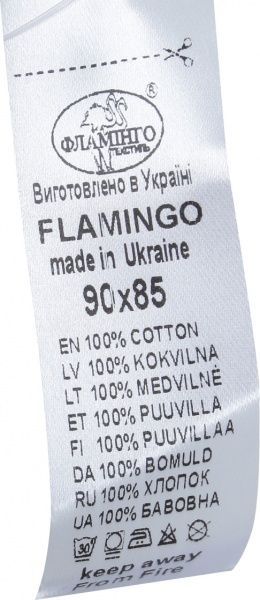 ®
ФЛАМІНГО
ТЕКСТИЛЬ
Виготовлено в Україні
FLAMINGO
made in Ukraine
90x85
EN 100% COTTON
LV 100% KOKVILNA
LT 100% MEDVILNĖ
ET 100% PUUVILLA
FI 100% PUUVILLAA
DA 100% BOMULD
RU 100% ХЛОПОК
UA 100% БАВОВНА
30
keep away
From Fire